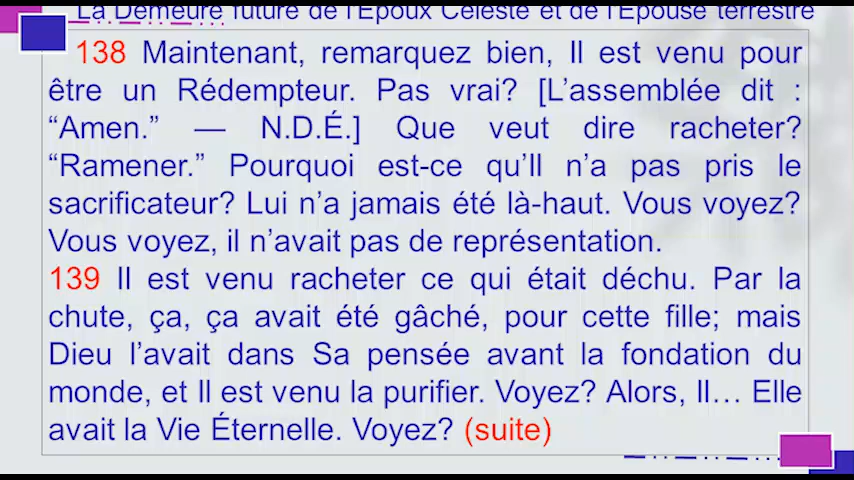 La Demeure future de l'Époux Céleste et de l'Épouse terrestre
138 Maintenant, remarquez bien, Il est venu pour
être un Rédempteur. Pas vrai? [L’assemblée dit :
“Amen.” — N.D.É.] Que veut dire racheter?
“Ramener.” Pourquoi est-ce qu’Il n’a pas pris le
sacrificateur? Lui n’a jamais été là-haut. Vous voyez?
Vous voyez, il n’avait pas de représentation.
139 Il est venu racheter ce qui était déchu. Par la
chute, ça, ça avait été gâché, pour cette fille; mais
Dieu l’avait dans Sa pensée avant la fondation du
monde, et Il est venu la purifier. Voyez? Alors, Il… Elle
avait la Vie Éternelle. Voyez? (suite)